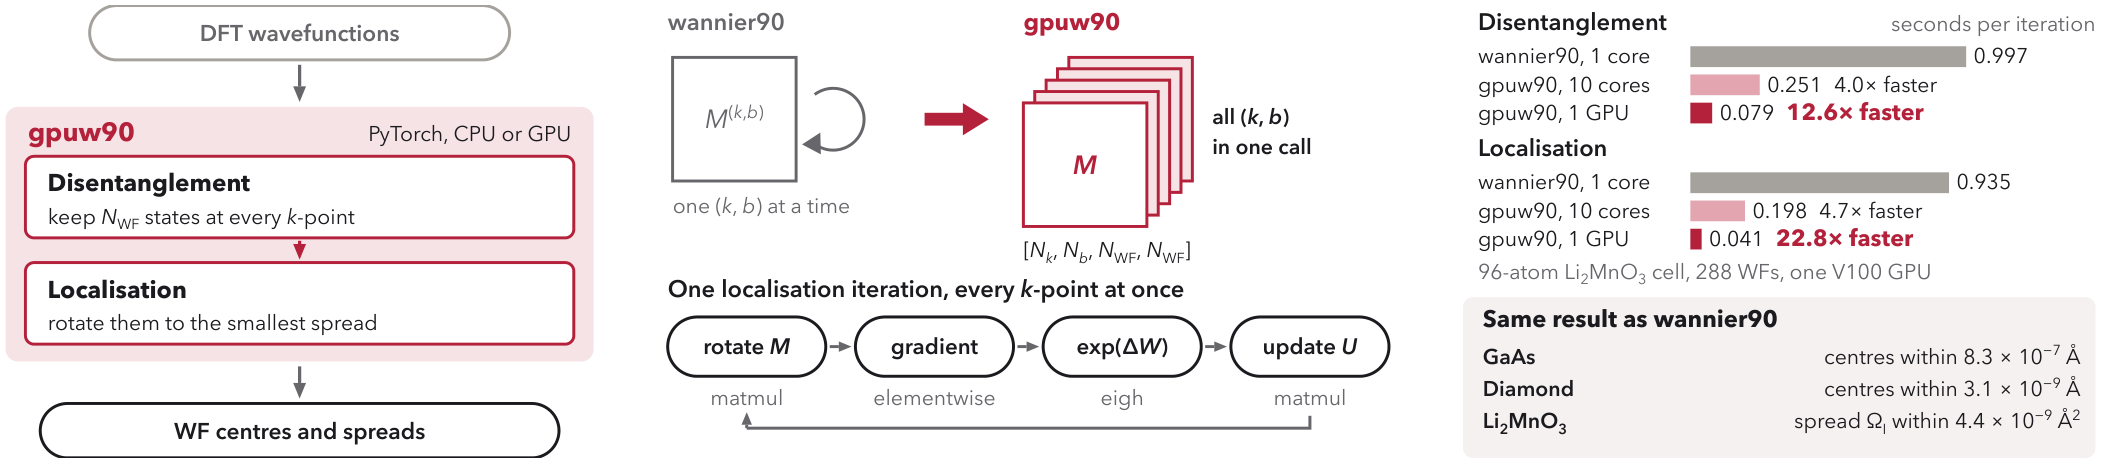 DFT wavefunctions
gpuw90
PyTorch, CPU or GPU
Disentanglement
keep N_WF states at every k-point
Localisation
rotate them to the smallest spread
WF centres and spreads
wannier90
M^(k,b)
one (k, b) at a time
gpuw90
M
all (k, b)
in one call
[N_k, N_b, N_WF, N_WF]
One localisation iteration, every k-point at once
rotate M
gradient
exp(ΔW)
update U
matmul
elementwise
eigh
matmul
Disentanglement
seconds per iteration
wannier90, 1 core 0.997
gpuw90, 10 cores 0.251 4.0× faster
gpuw90, 1 GPU 0.079 12.6× faster
Localisation
wannier90, 1 core 0.935
gpuw90, 10 cores 0.198 4.7× faster
gpuw90, 1 GPU 0.041 22.8× faster
96-atom Li₂MnO₃ cell, 288 WFs, one V100 GPU
Same result as wannier90
GaAs centres within 8.3 × 10⁻⁷ Å
Diamond centres within 3.1 × 10⁻⁹ Å
Li₂MnO₃ spread Ω_I within 4.4 × 10⁻⁹ Å²